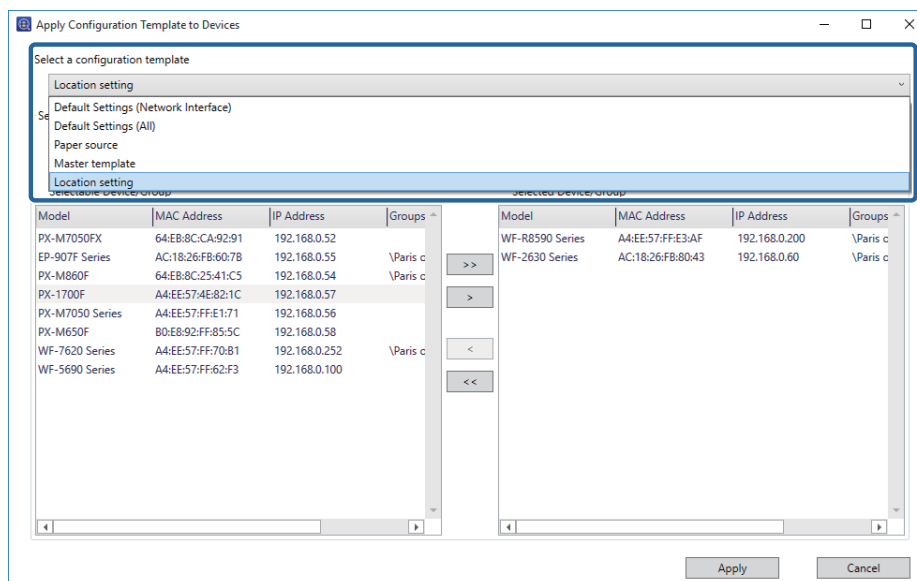 Apply Configuration Template to Devices
Select a configuration template
Location setting
Se
Default Settings (Network Interface)
Default Settings (All)
Paper source
Master template
Location setting
Selectable Device/Group
Selected Device/Group
Model MAC Address IP Address Groups
PX-M7050FX 64:EB:8C:CA:92:91 192.168.0.52
EP-907F Series AC:18:26:FB:60:7B 192.168.0.55 \Paris o
PX-M860F 64:EB:8C:25:41:C5 192.168.0.54 \Paris o
PX-1700F A4:EE:57:4E:82:1C 192.168.0.57
PX-M7050 Series A4:EE:57:FF:E1:71 192.168.0.56
PX-M650F B0:E8:92:FF:85:5C 192.168.0.58
WF-7620 Series A4:EE:57:FF:70:B1 192.168.0.252 \Paris o
WF-5690 Series A4:EE:57:FF:62:F3 192.168.0.100
>>
>
<
<<
Model MAC Address IP Address Groups
WF-R8590 Series A4:EE:57:FF:E3:AF 192.168.0.200 \Paris o
WF-2630 Series AC:18:26:FB:80:43 192.168.0.60 \Paris o
Apply Cancel